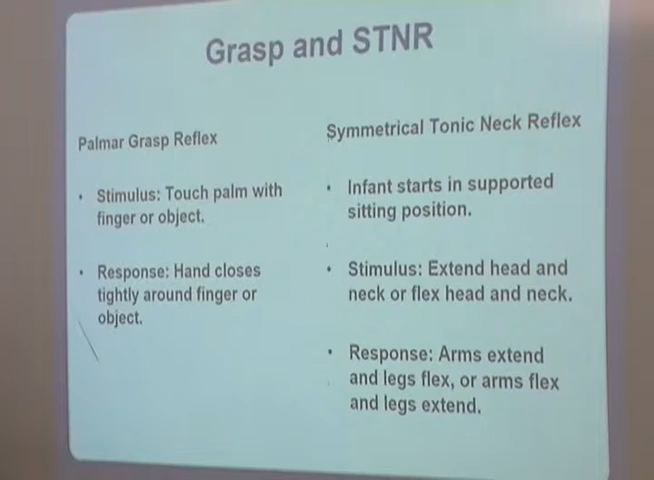 Grasp and STNR
Palmar Grasp Reflex
• Stimulus: Touch palm with
finger or object.
• Response: Hand closes
tightly around finger or
object.
Symmetrical Tonic Neck Reflex
• Infant starts in supported
sitting position.
• Stimulus: Extend head and
neck or flex head and neck.
• Response: Arms extend
and legs flex, or arms flex
and legs extend.